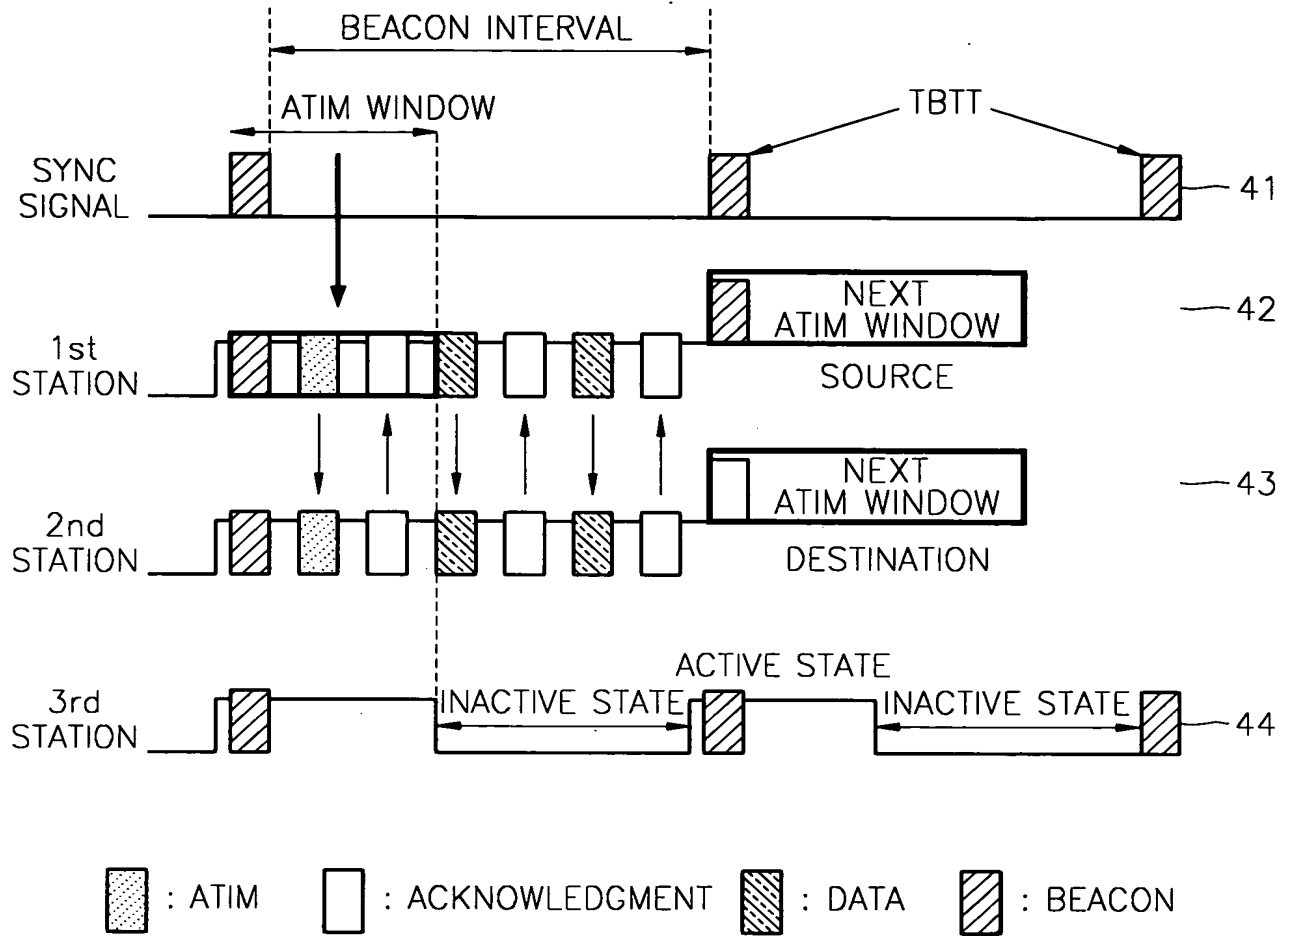 BEACON INTERVAL
ATIM WINDOW
TBTT
SYNC
SIGNAL
41
NEXT
ATIM WINDOW
42
1st
STATION
SOURCE
NEXT
ATIM WINDOW
43
2nd
STATION
DESTINATION
ACTIVE STATE
3rd
STATION
INACTIVE STATE
INACTIVE STATE
44
: ATIM
: ACKNOWLEDGMENT
: DATA
: BEACON